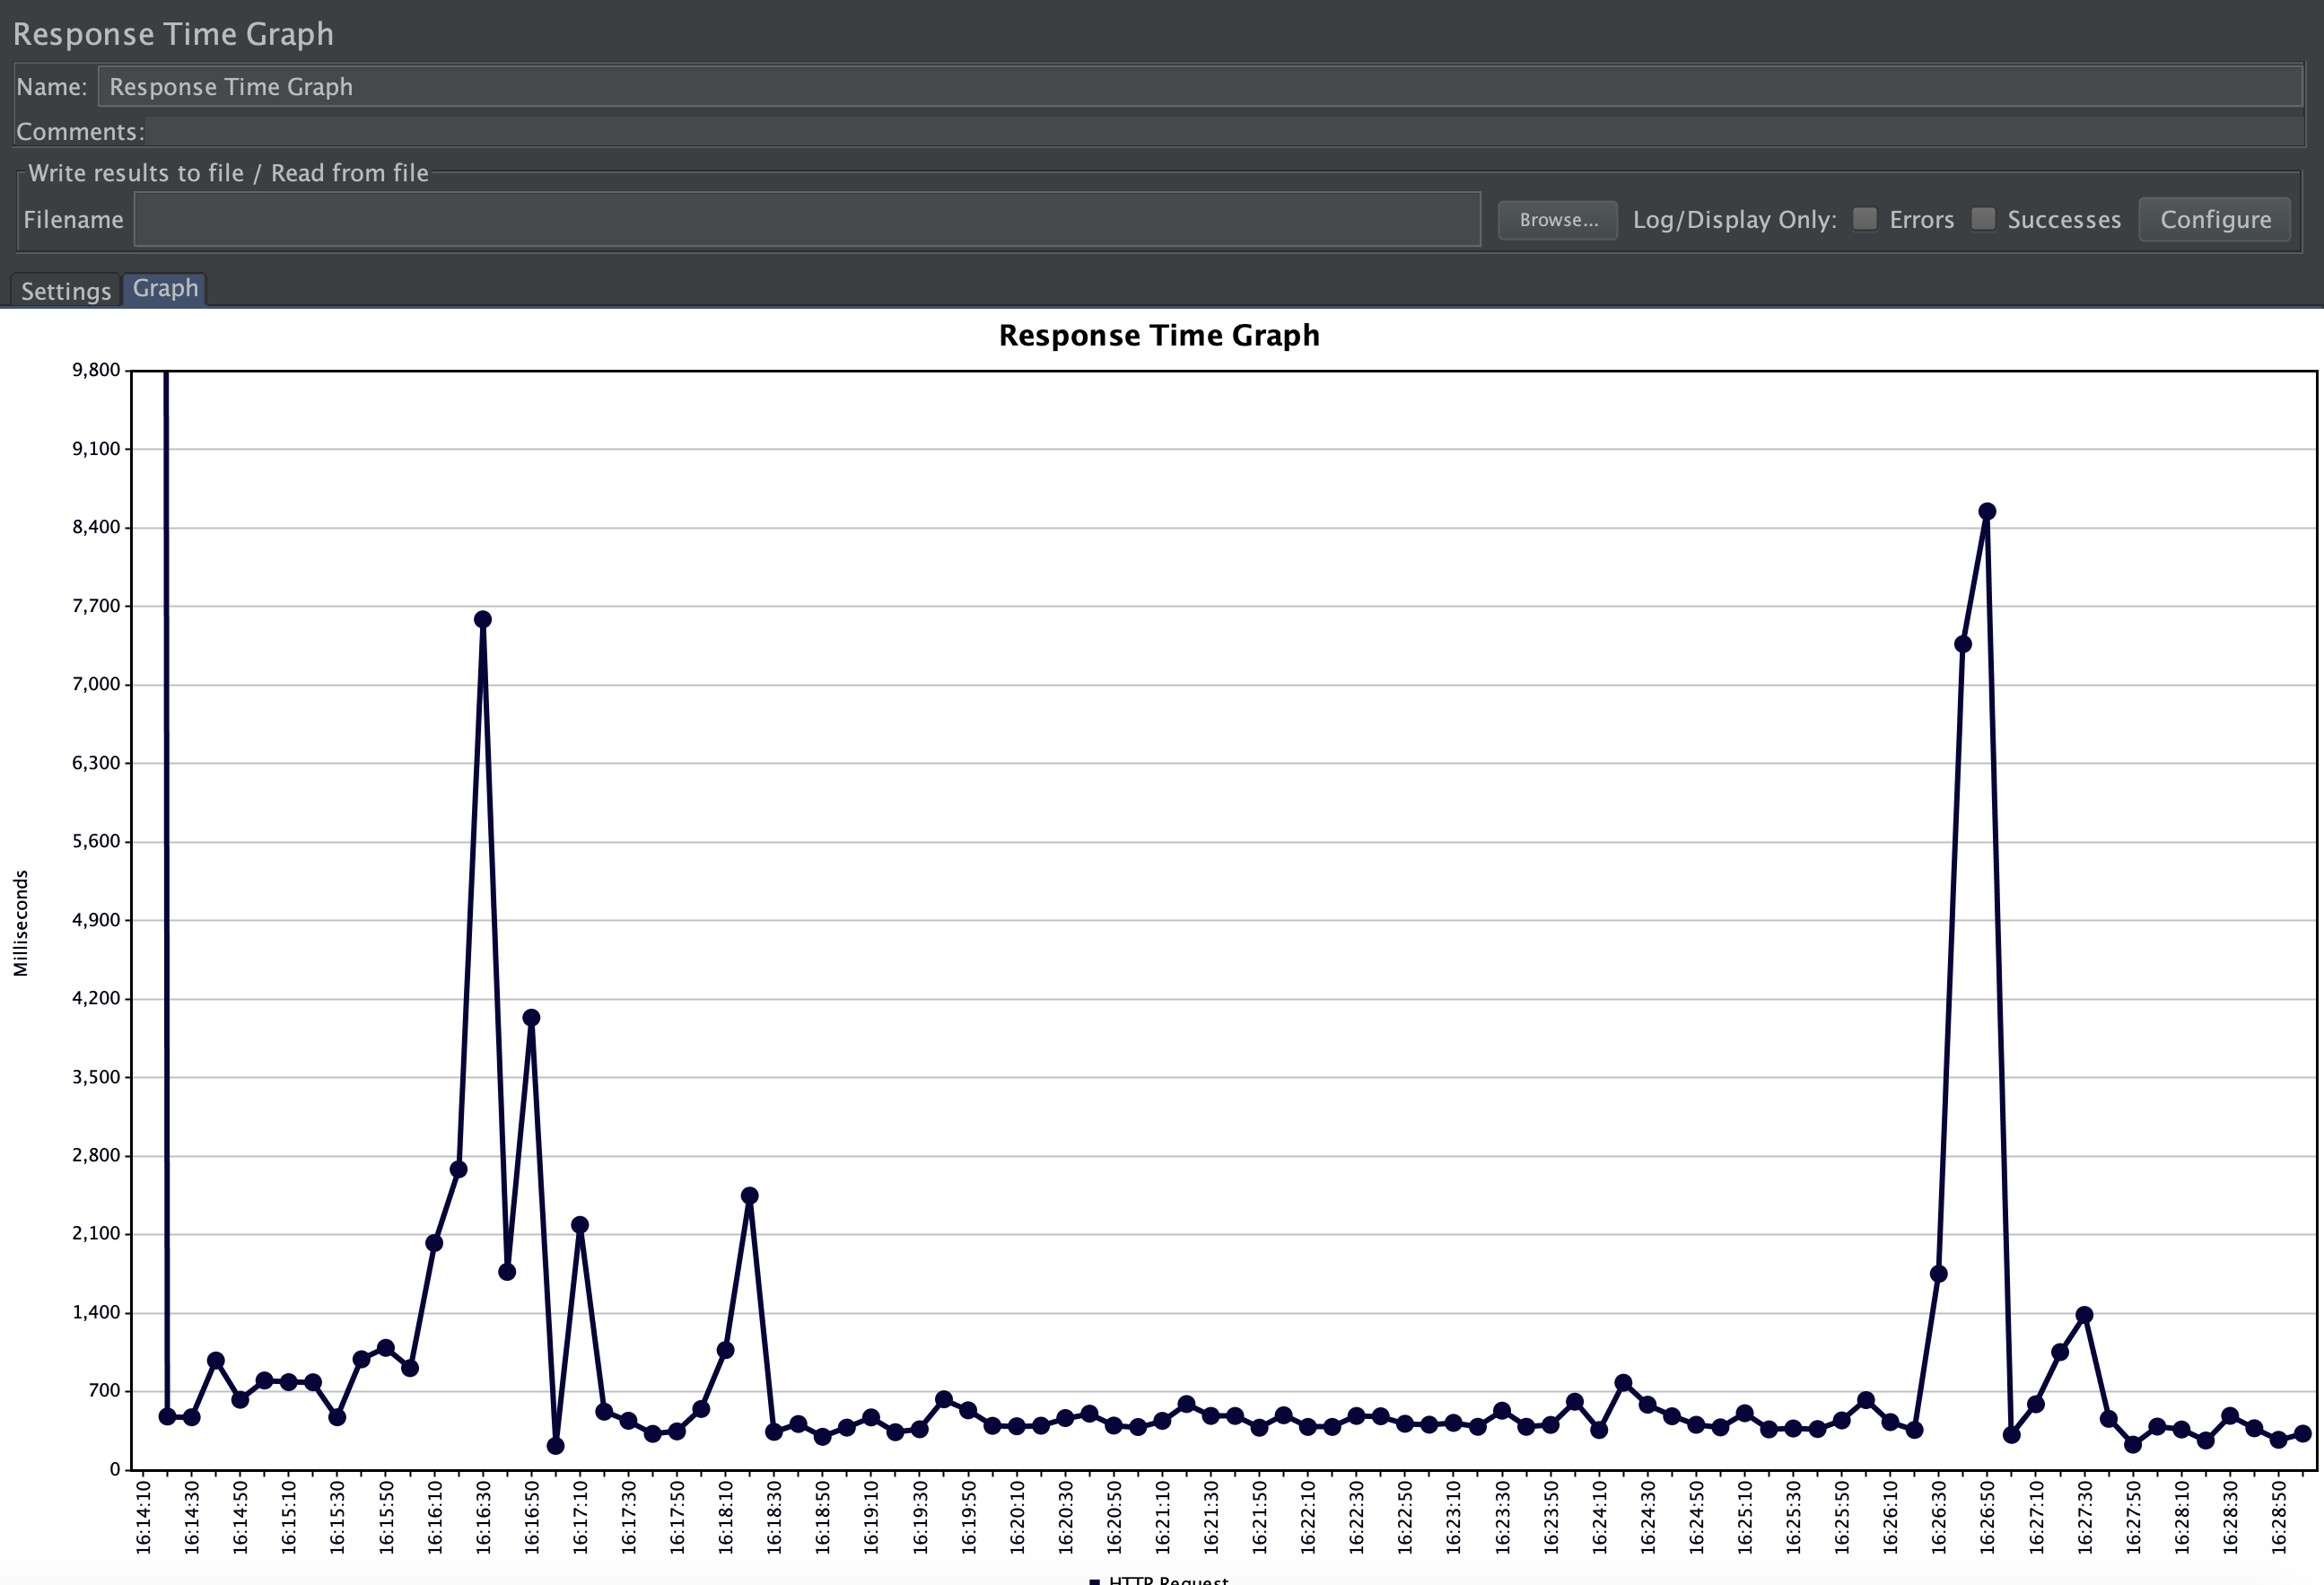 Response Time Graph
Name: Response Time Graph
Comments:
Write results to file / Read from file
Filename Browse... Log/Display Only: Errors Successes Configure
Settings Graph
Response Time Graph
9,800
9,100
8,400
7,700
7,000
6,300
5,600
4,900
4,200
3,500
2,800
2,100
1,400
700
0
Milliseconds
16:14:10 16:14:30 16:14:50 16:15:10 16:15:30 16:15:50 16:16:10 16:16:30 16:16:50 16:17:10 16:17:30 16:17:50 16:18:10 16:18:30 16:18:50 16:19:10 16:19:30 16:19:50 16:20:10 16:20:30 16:20:50 16:21:10 16:21:30 16:21:50 16:22:10 16:22:30 16:22:50 16:23:10 16:23:30 16:23:50 16:24:10 16:24:30 16:24:50 16:25:10 16:25:30 16:25:50 16:26:10 16:26:30 16:26:50 16:27:10 16:27:30 16:27:50 16:28:10 16:28:30 16:28:50
HTTP Request